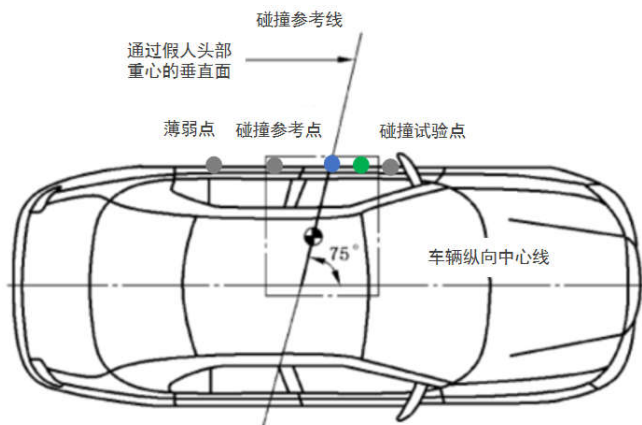 碰撞参考线
通过假人头部
重心的垂直面
薄弱点
碰撞参考点
碰撞试验点
75°
车辆纵向中心线